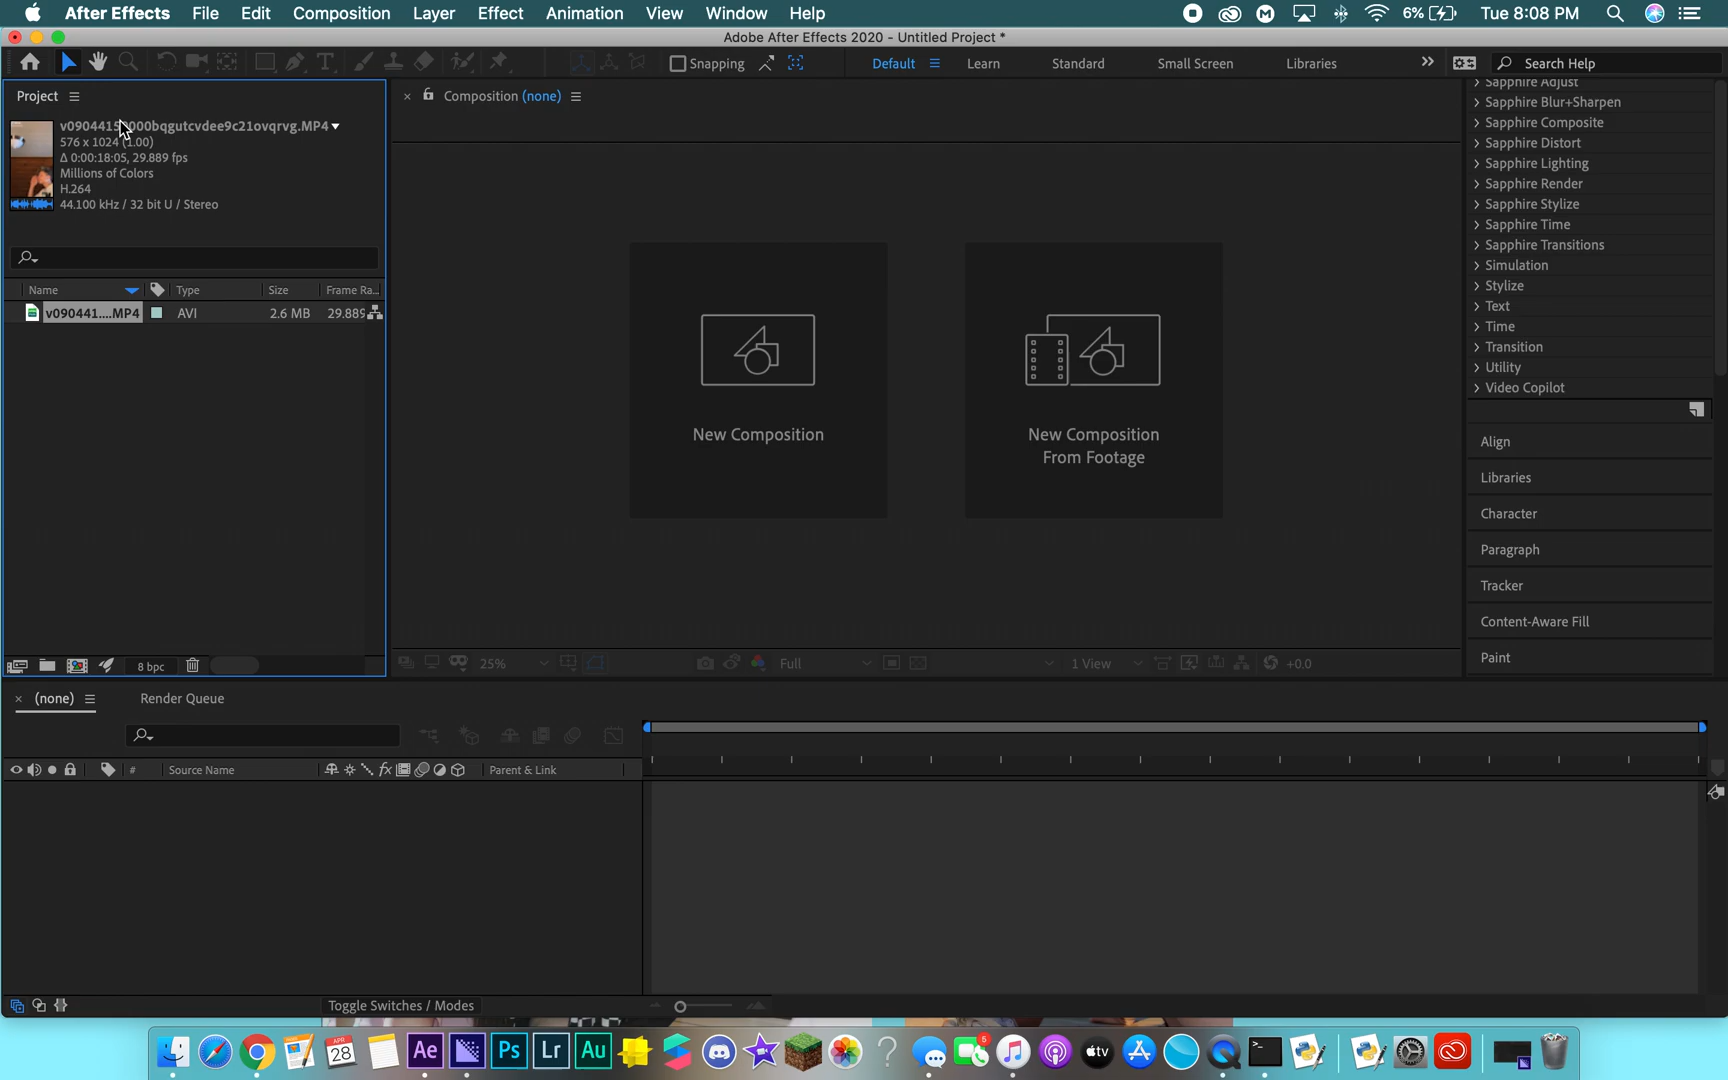 After Effects File Edit Composition Layer Effect Animation View Window Help 6% Tue 8:08 PM
Adobe After Effects 2020 - Untitled Project *
Snapping Default Learn Standard Small Screen Libraries Search Help
Project
Composition (none)
576 x 1024 (1.00)
Δ 0:00:18:05, 29.889 fps
Millions of Colors
H.264
44.100 kHz / 32 bit U / Stereo
Name Type Size Frame Ra...
v090441....MP4 AVI 2.6 MB 29.889
New Composition
New Composition
From Footage
Sapphire Adjust
Sapphire Blur+Sharpen
Sapphire Composite
Sapphire Distort
Sapphire Lighting
Sapphire Render
Sapphire Stylize
Sapphire Time
Sapphire Transitions
Simulation
Stylize
Text
Time
Transition
Utility
Video Copilot
Align
Libraries
Character
Paragraph
Tracker
Content-Aware Fill
Paint
8 bpc
25% Full 1 View +0.0
(none) Render Queue
# Source Name fx Parent & Link
Toggle Switches / Modes
APR
28
Ae Ps Lr Au
tv
5